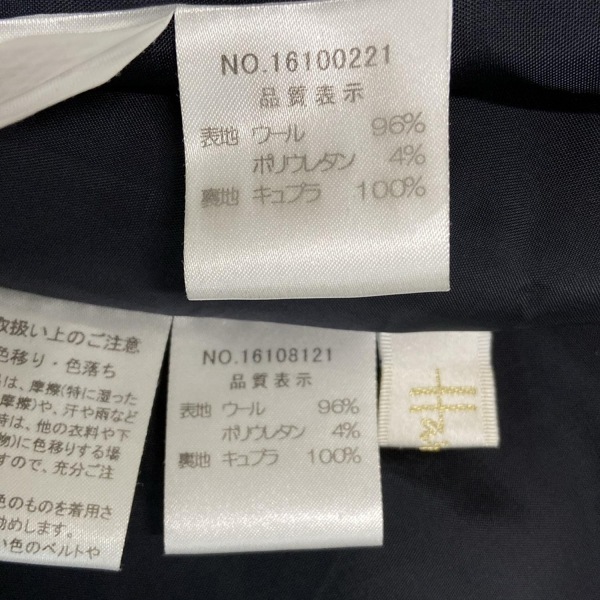 NO.16100221
品質表示
表地 ウール 96%
ポリウレタン 4%
裏地 キュプラ 100%
取扱い上のご注意
色移り・色落ち
は、摩擦(特に湿った
摩擦)や、汗や雨など
時は、他の衣料や下
物)に色移りする場
すので、充分ご注
色のものを着用さ
勧めします。
い色のベルトや
NO.16108121
品質表示
表地 ウール 96%
ポリウレタン 4%
裏地 キュプラ 100%